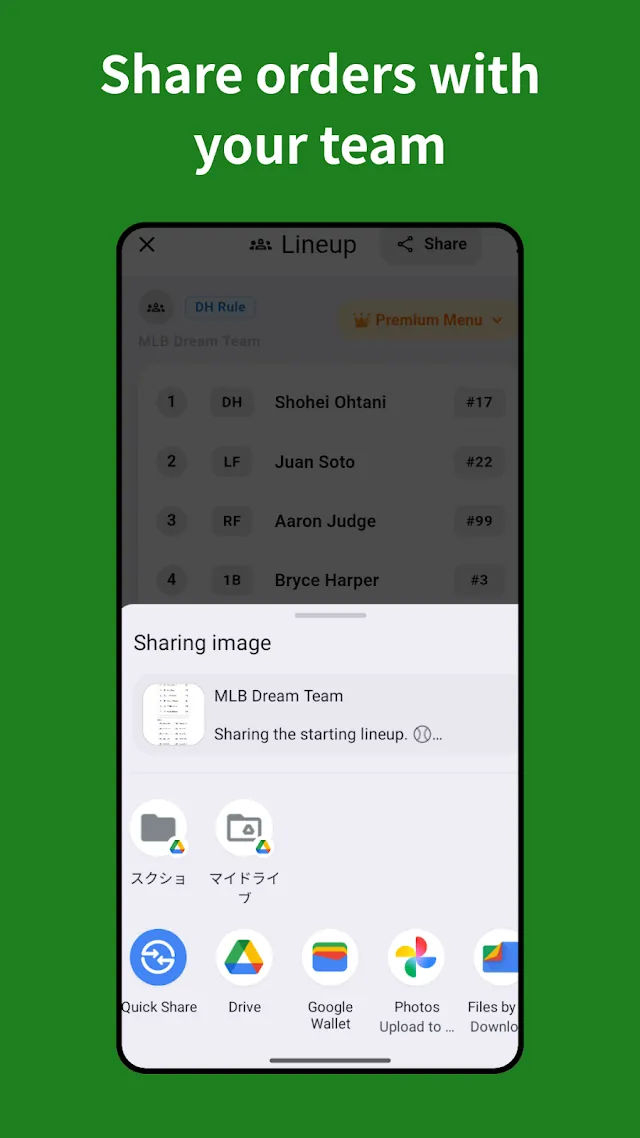 Share orders with
your team
Lineup
Share
DH Rule
Premium Menu
MLB Dream Team
1 DH Shohei Ohtani #17
2 LF Juan Soto #22
3 RF Aaron Judge #99
4 1B Bryce Harper #3
Sharing image
MLB Dream Team
Sharing the starting lineup. ⚾...
スクショ
マイドライ
ブ
Quick Share
Drive
Google
Wallet
Photos
Upload to ...
Files by
Downlo